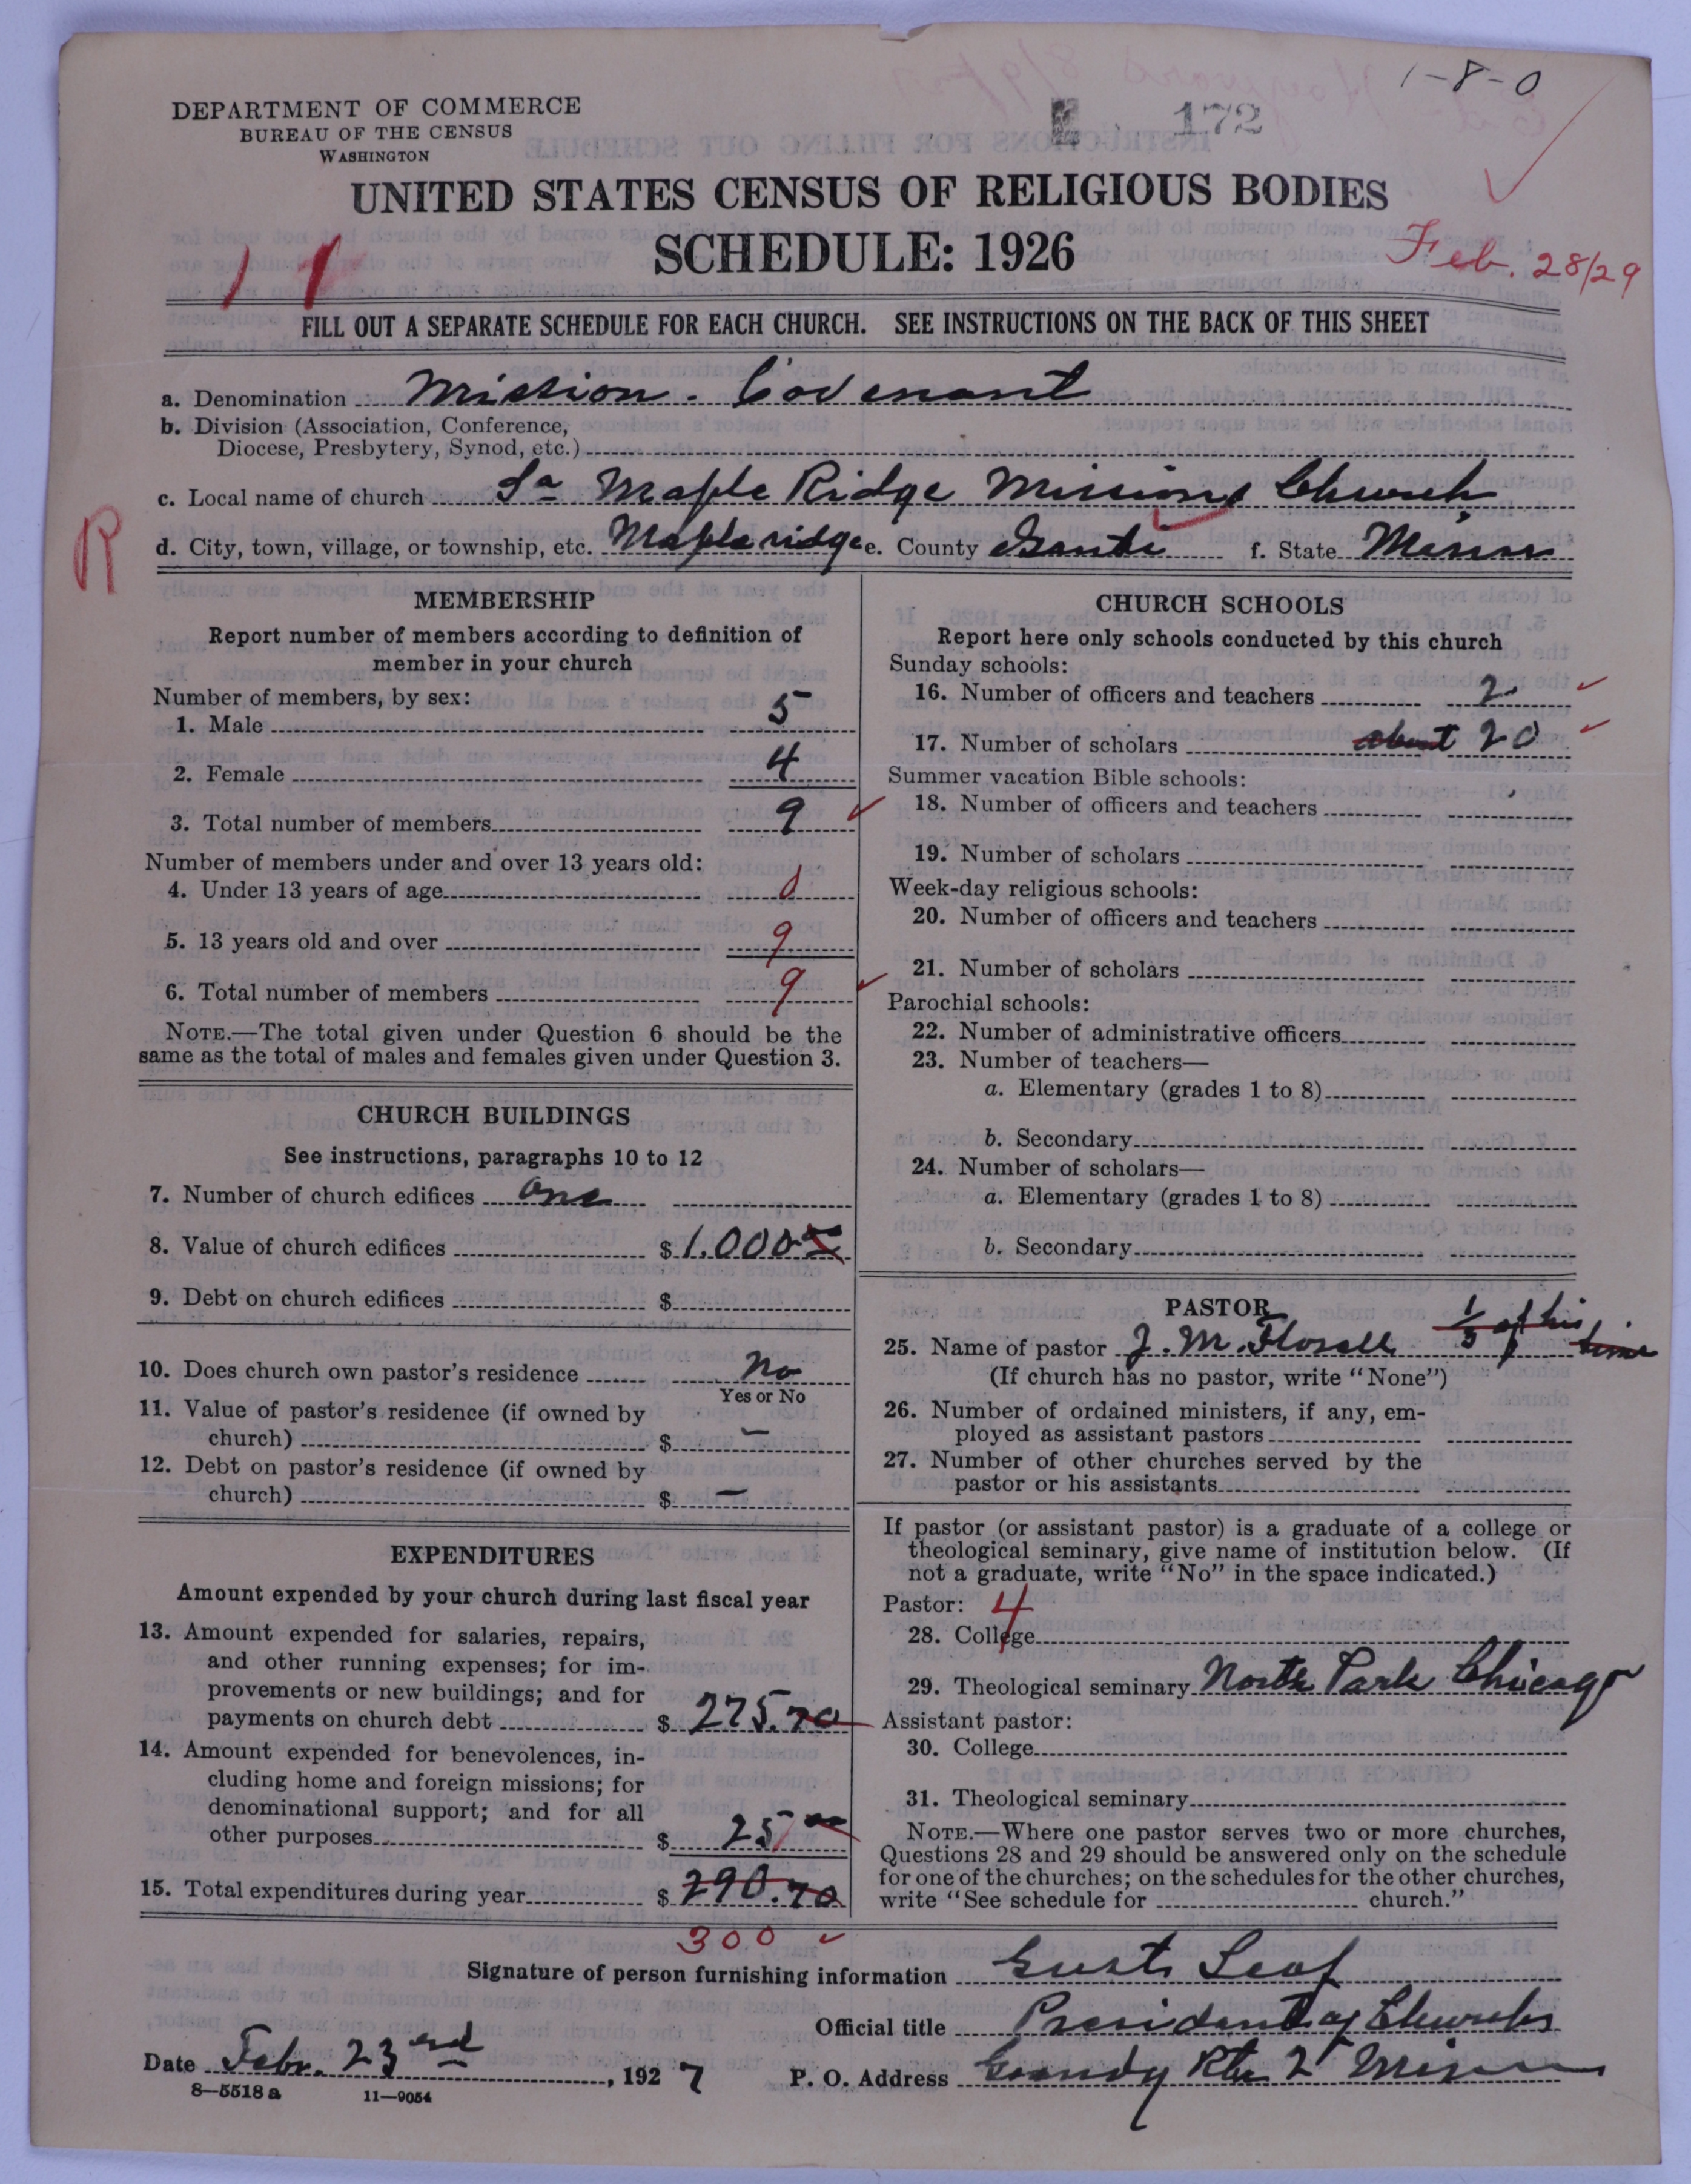 1-8-0
DEPARTMENT OF COMMERCE
BUREAU OF THE CENSUS
WASHINGTON
172
UNITED STATES CENSUS OF RELIGIOUS BODIES
SCHEDULE: 1926
Feb. 28/29
11
FILL OUT A SEPARATE SCHEDULE FOR EACH CHURCH. SEE INSTRUCTIONS ON THE BACK OF THIS SHEET
a. Denomination Mission. Covenant
b. Division (Association, Conference,
Diocese, Presbytery, Synod, etc.)
c. Local name of church So Maple Ridge Mission Church
R
d. City, town, village, or township, etc. Mapleridge e. County Isanti f. State Minn
MEMBERSHIP
Report number of members according to definition of
member in your church
Number of members, by sex:
1. Male 5
2. Female 4
3. Total number of members 9
Number of members under and over 13 years old:
4. Under 13 years of age 0
5. 13 years old and over 9
6. Total number of members 9
NOTE.—The total given under Question 6 should be the
same as the total of males and females given under Question 3.
CHURCH BUILDINGS
See instructions, paragraphs 10 to 12
7. Number of church edifices one
8. Value of church edifices $ 1.000
9. Debt on church edifices $
10. Does church own pastor's residence no
Yes or No
11. Value of pastor's residence (if owned by
church) $ -
12. Debt on pastor's residence (if owned by
church) $ -
EXPENDITURES
Amount expended by your church during last fiscal year
13. Amount expended for salaries, repairs,
and other running expenses; for im-
provements or new buildings; and for
payments on church debt $ 275.70
14. Amount expended for benevolences, in-
cluding home and foreign missions; for
denominational support; and for all
other purposes $ 25
15. Total expenditures during year $ 290.70
300
CHURCH SCHOOLS
Report here only schools conducted by this church
Sunday schools:
16. Number of officers and teachers 2
17. Number of scholars about 20
Summer vacation Bible schools:
18. Number of officers and teachers
19. Number of scholars
Week-day religious schools:
20. Number of officers and teachers
21. Number of scholars
Parochial schools:
22. Number of administrative officers
23. Number of teachers—
a. Elementary (grades 1 to 8)
b. Secondary
24. Number of scholars—
a. Elementary (grades 1 to 8)
b. Secondary
PASTOR
25. Name of pastor J. M. Florell 1/3 of his time
(If church has no pastor, write "None")
26. Number of ordained ministers, if any, em-
ployed as assistant pastors
27. Number of other churches served by the
pastor or his assistants
If pastor (or assistant pastor) is a graduate of a college or
theological seminary, give name of institution below. (If
not a graduate, write "No" in the space indicated.)
Pastor: 4
28. College
29. Theological seminary North Park Chicago
Assistant pastor:
30. College
31. Theological seminary
NOTE.—Where one pastor serves two or more churches,
Questions 28 and 29 should be answered only on the schedule
for one of the churches; on the schedules for the other churches,
write "See schedule for church."
Signature of person furnishing information Gust Leaf
Official title President of Church
Date Febr. 23rd, 1927 P. O. Address Grandy Rte 2 Minn
8—5518 a 11—9054